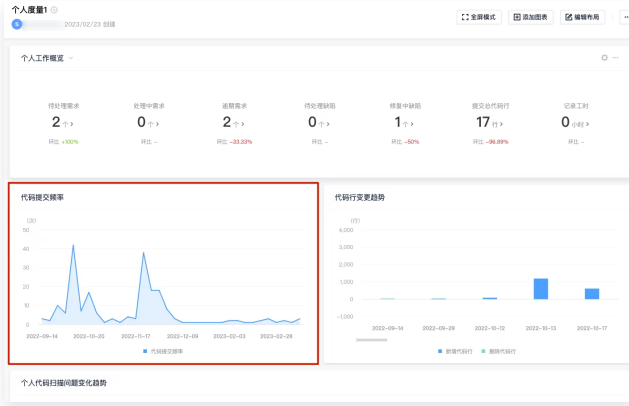 个人度量1
S 2023/02/23 创建
全屏模式 添加图表 编辑布局
个人工作概览
待处理需求 处理中需求 逾期需求 待处理缺陷 修复中缺陷 提交总代码行 记录工时
2个 0个 2个 0个 1个 17行 0小时
环比 +100% 环比 - 环比 -33.33% 环比 - 环比 -50% 环比 -96.89% 环比 -
代码提交频率
(次)
50
40
30
20
10
0
2022-09-14 2022-10-20 2022-11-17 2022-12-29 2023-02-03 2023-02-28
代码提交频率
代码行变更趋势
(行)
4,000
3,000
2,000
1,000
0
-1,000
2022-09-14 2022-09-29 2022-10-12 2022-10-13 2022-10-17
新增代码行 删除代码行
个人代码扫描问题变化趋势